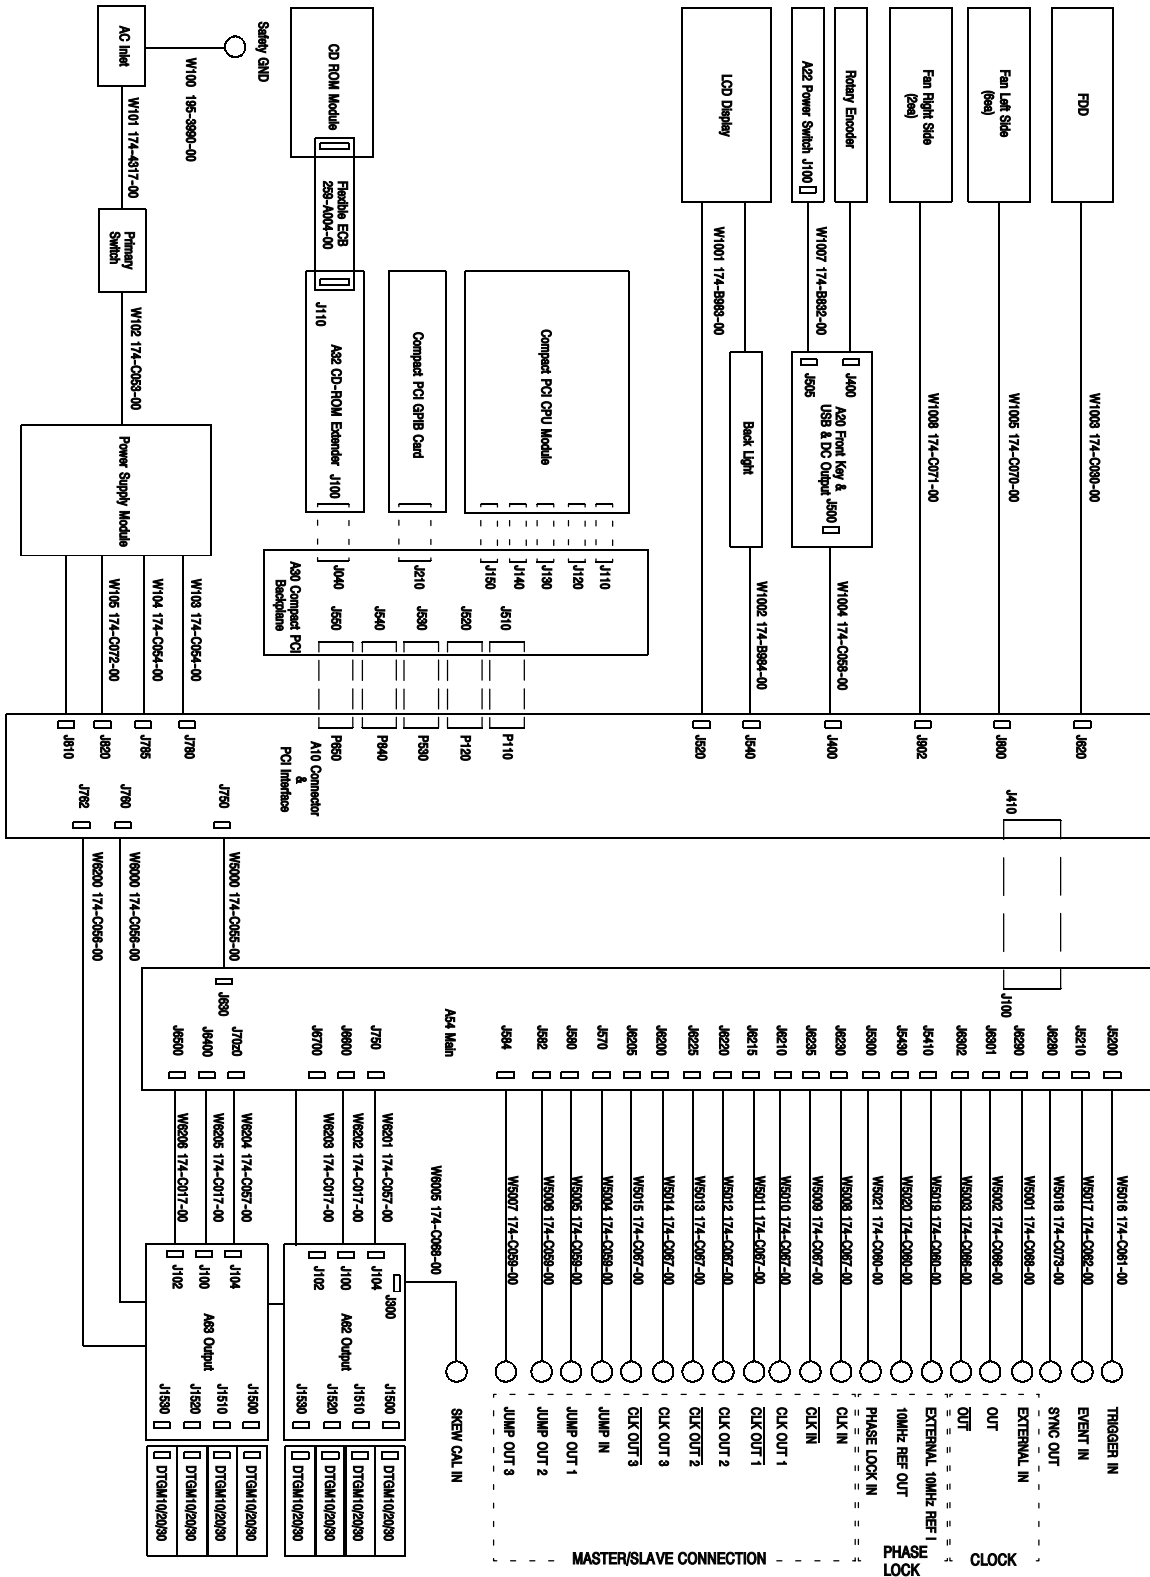 AC Inlet
Safety GND
W100 195-3990-00
W101 174-4317-00
Primary
Switch
W102 174-C053-00
Power Supply Module
W105 174-C072-00
W104 174-C054-00
W103 174-C054-00
CD ROM Module
Flexible ECB
259-A004-00
J110
A32 CD-ROM Extender J100
Compact PCI GPIB Card
Compact PCI CPU Module
A30 Compact PCI
Backplane
J040
J210
J150
J140
J130
J120
J110
J550
J540
J530
J520
J510
LCD Display
A22 Power Switch J100
Rotary Encoder
Fan Right Side
(2ea)
Fan Left Side
(6ea)
FDD
W1001 174-B983-00
W1007 174-B832-00
Back Light
J505
J400
A20 Front Key &
USB & DC Output
J500
W1002 174-B984-00
W1004 174-C058-00
W1008 174-C071-00
W1005 174-C070-00
W1003 174-C030-00
J810
J820
J785
J780
P650
P840
P530
P120
P110
A10 Connector
&
PCI Interface
J520
J540
J400
J902
J800
J620
J762
J760
J750
J410
W6200 174-C056-00
W6000 174-C056-00
W5000 174-C055-00
J630
J100
A54 Main
J6500
J6400
J70z0
J6700
J6600
J750
J584
J582
J580
J570
J6205
J6200
J6225
J6220
J6215
J6210
J6235
J6230
J5300
J5430
J5410
J6302
J6301
J6290
J6280
J5210
J5200
W6206 174-C017-00
W6205 174-C017-00
W6204 174-C057-00
W6203 174-C017-00
W6202 174-C017-00
W6201 174-C057-00
W6005 174-C068-00
W5007 174-C059-00
W5006 174-C059-00
W5005 174-C059-00
W5004 174-C059-00
W5015 174-C067-00
W5014 174-C067-00
W5013 174-C067-00
W5012 174-C067-00
W5011 174-C067-00
W5010 174-C067-00
W5009 174-C067-00
W5008 174-C067-00
W5021 174-C060-00
W5020 174-C060-00
W5019 174-C060-00
W5003 174-C066-00
W5002 174-C066-00
W5001 174-C068-00
W5018 174-C073-00
W5017 174-C062-00
W5016 174-C061-00
J102
J100
J104
A63 Output
J1530
J1520
J1510
J1500
J102
J100
J104
J300
A62 Output
J1530
J1520
J1510
J1500
DTGM10/20/30
DTGM10/20/30
DTGM10/20/30
DTGM10/20/30
DTGM10/20/30
DTGM10/20/30
DTGM10/20/30
DTGM10/20/30
SKEW CAL IN
JUMP OUT 3
JUMP OUT 2
JUMP OUT 1
JUMP IN
CLK OUT 3
CLK OUT 3
CLK OUT 2
CLK OUT 2
CLK OUT 1
CLK OUT 1
CLK IN
CLK IN
PHASE LOCK IN
10MHz REF OUT
EXTERNAL 10MHz REF I
OUT
OUT
EXTERNAL IN
SYNC OUT
EVENT IN
TRIGGER IN
MASTER/SLAVE CONNECTION
PHASE
LOCK
CLOCK